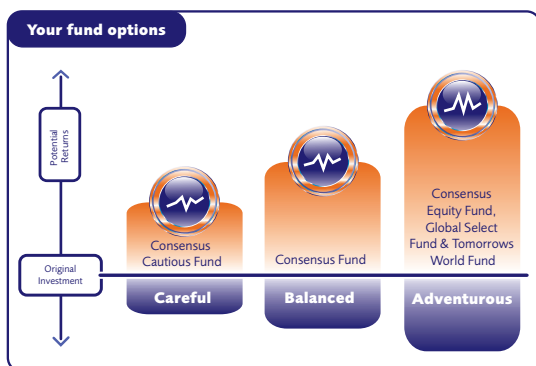 Your fund options
Potential
Returns
Original
Investment
Consensus
Cautious Fund
Careful
Consensus Fund
Balanced
Consensus
Equity Fund,
Global Select
Fund & Tomorrows
World Fund
Adventurous